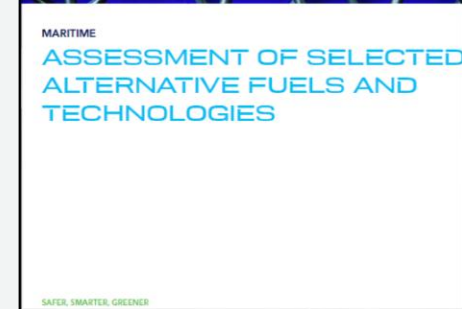 MARITIME
ASSESSMENT OF SELECTED
ALTERNATIVE FUELS AND
TECHNOLOGIES
SAFER, SMARTER, GREENER